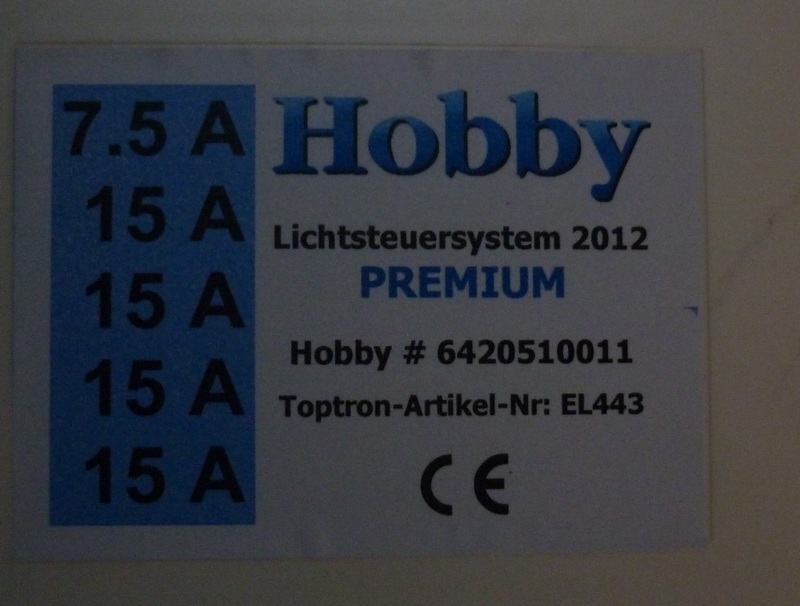 7.5 A
15 A
15 A
15 A
15 A
Hobby
Lichtsteuersystem 2012
PREMIUM
Hobby # 6420510011
Toptron-Artikel-Nr: EL443
CE